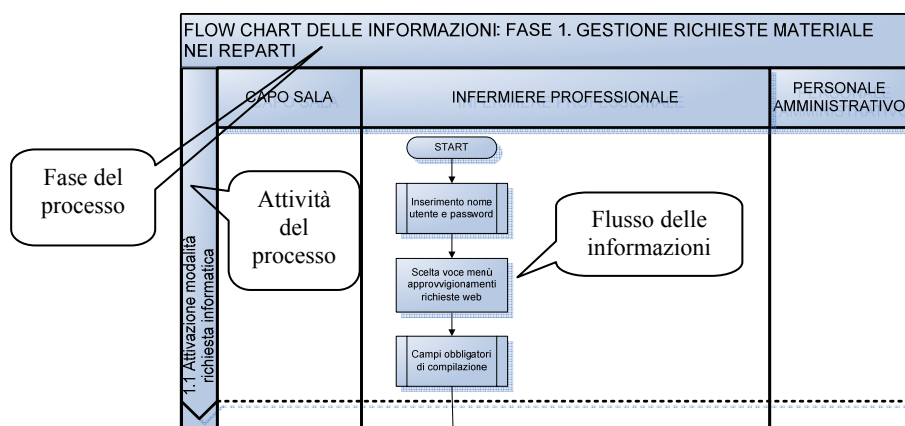 FLOW CHART DELLE INFORMAZIONI: FASE 1. GESTIONE RICHIESTE MATERIALE
NEI REPARTI
CAPO SALA
INFERMIERE PROFESSIONALE
PERSONALE
AMMINISTRATIVO
START
Fase del
processo
Attività
del
processo
Inserimento nome
utente e password
Flusso delle
informazioni
Scelta voce menù
approvvigionamenti
richieste web
Campi obbligatori
di compilazione
1.1 Attivazione modalità
richiesta informatica